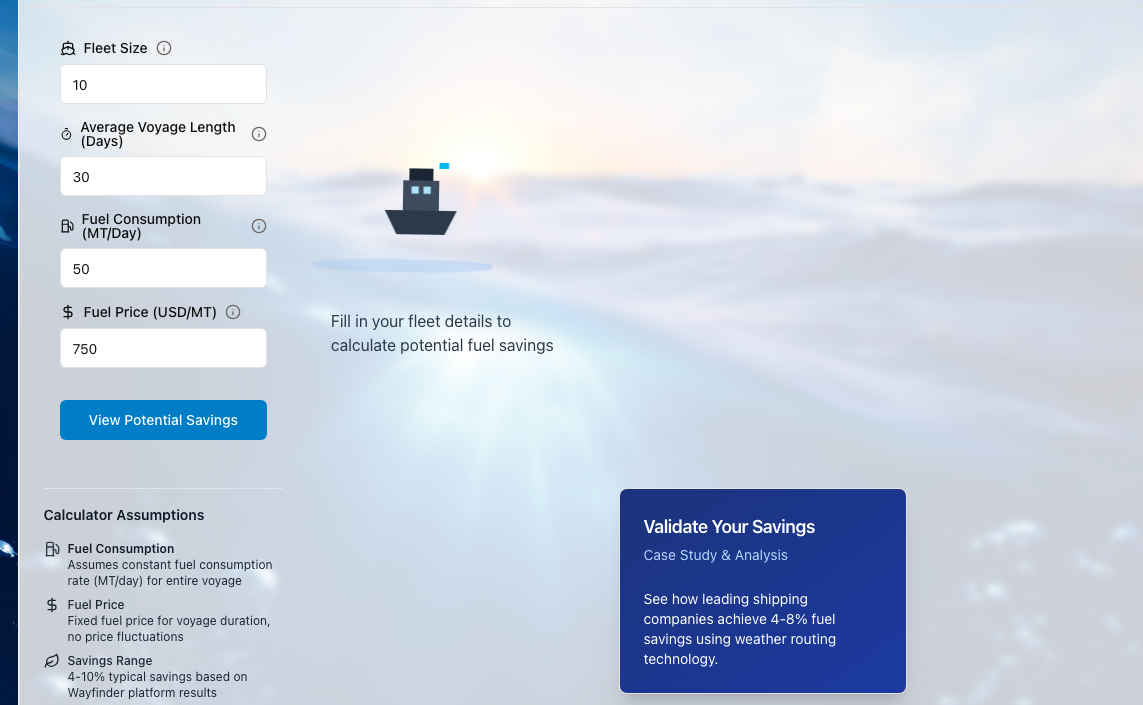 Fleet Size
10
Average Voyage Length
(Days)
30
Fuel Consumption
(MT/Day)
50
Fuel Price (USD/MT)
750
View Potential Savings
Fill in your fleet details to
calculate potential fuel savings
Calculator Assumptions
Fuel Consumption
Assumes constant fuel consumption
rate (MT/day) for entire voyage
Fuel Price
Fixed fuel price for voyage duration,
no price fluctuations
Savings Range
4-10% typical savings based on
Wayfinder platform results
Validate Your Savings
Case Study & Analysis
See how leading shipping
companies achieve 4-8% fuel
savings using weather routing
technology.